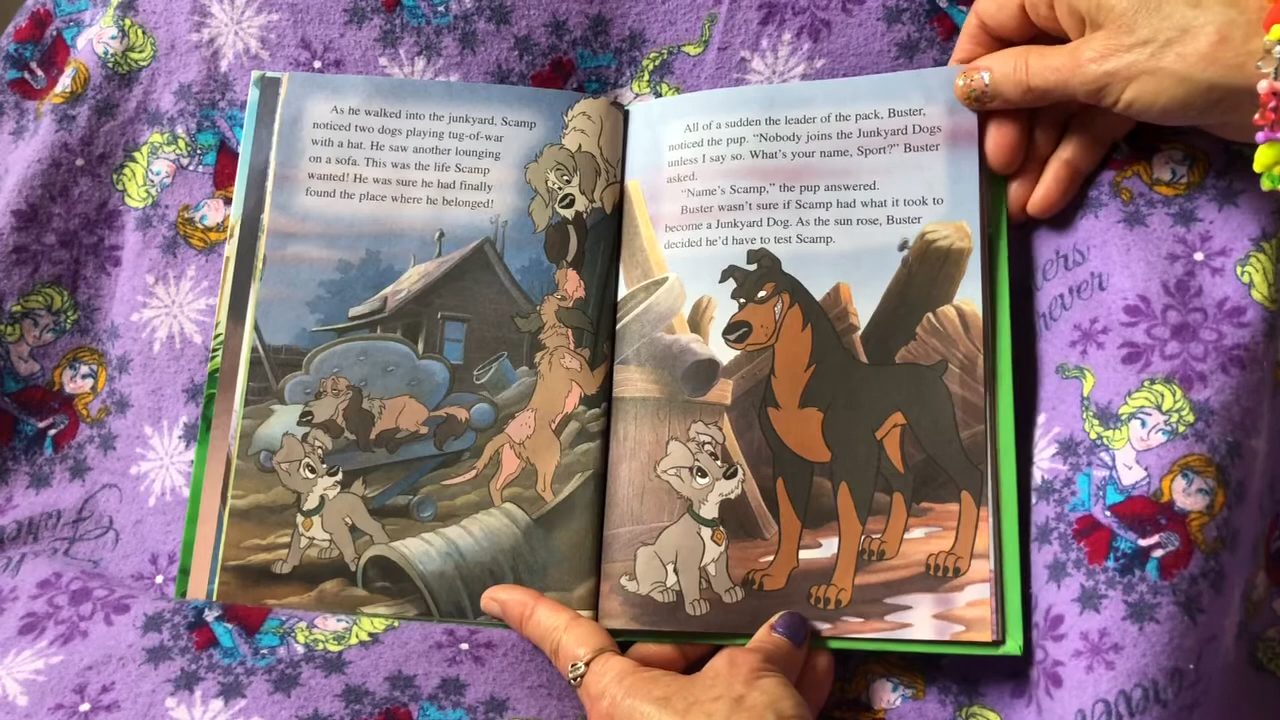 As he walked into the junkyard, Scamp
noticed two dogs playing tug-of-war
with a hat. He saw another lounging
on a sofa. This was the life Scamp
wanted! He was sure he had finally
found the place where he belonged!
All of a sudden the leader of the pack, Buster,
noticed the pup. “Nobody joins the Junkyard Dogs
unless I say so. What’s your name, Sport?” Buster
asked.
“Name’s Scamp,” the pup answered.
Buster wasn’t sure if Scamp had what it took to
become a Junkyard Dog. As the sun rose, Buster
decided he’d have to test Scamp.
Forever